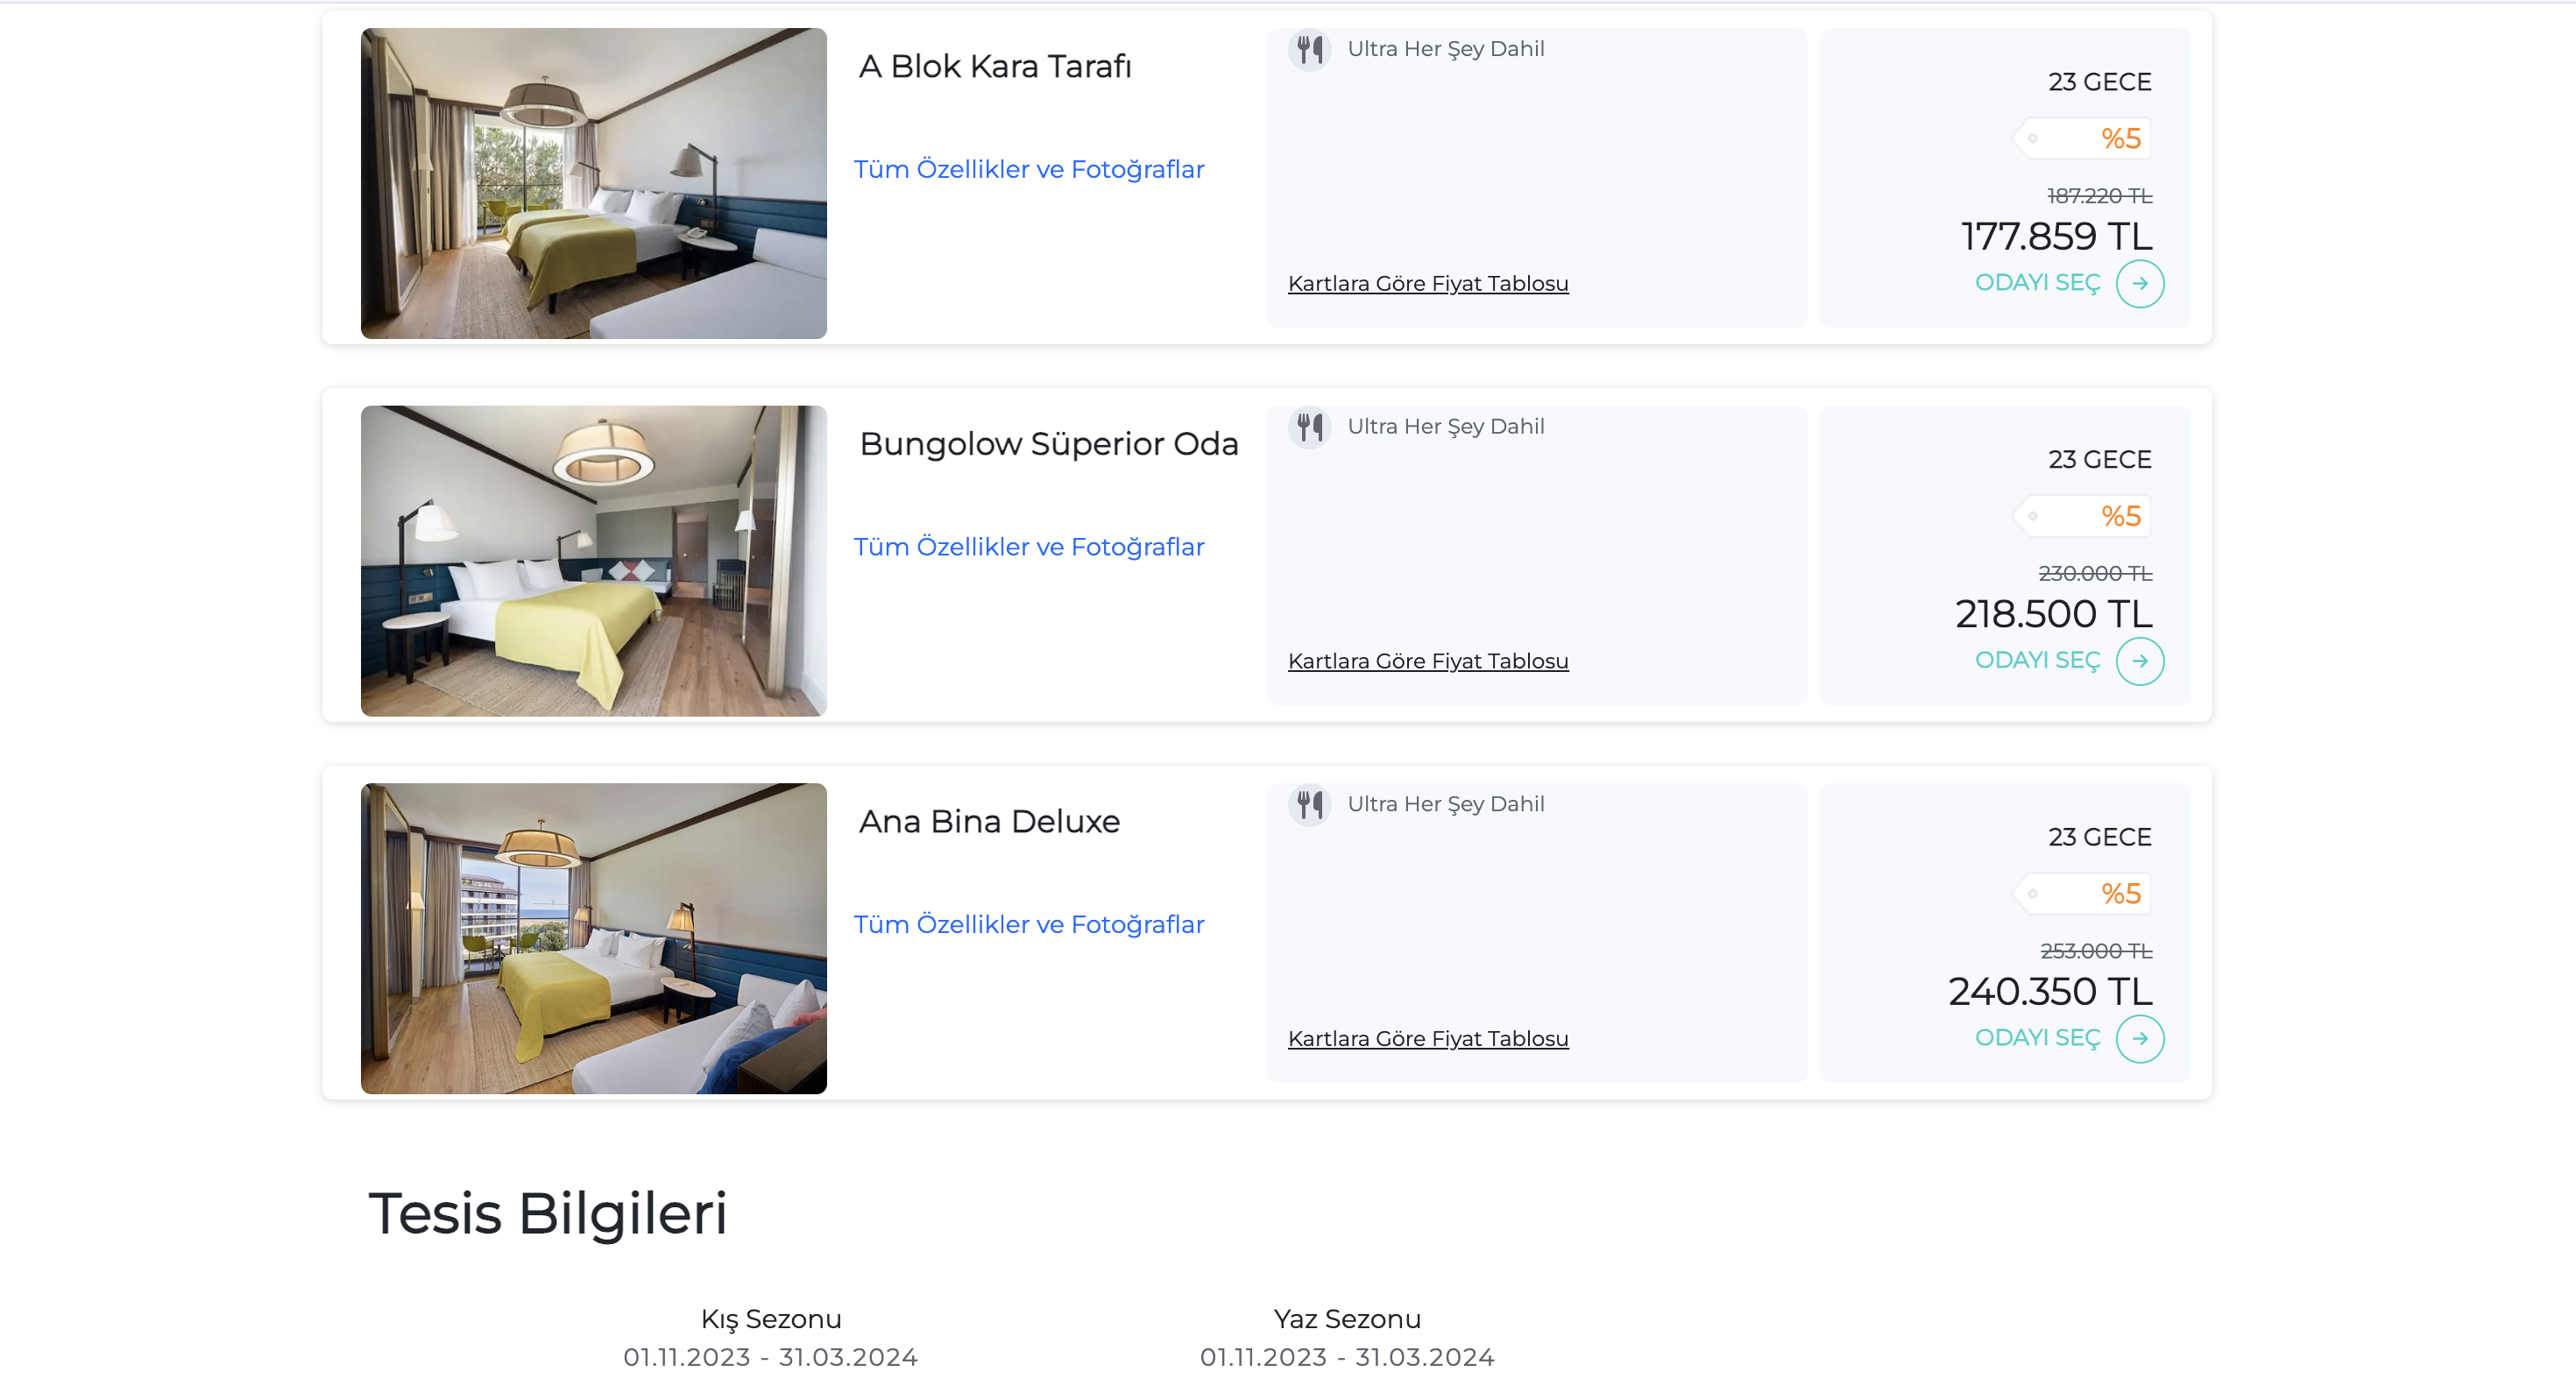 A Blok Kara Tarafı
Tüm Özellikler ve Fotoğraflar
Ultra Her Şey Dahil
Kartlara Göre Fiyat Tablosu
23 GECE
%5
187.220 TL
177.859 TL
ODAYI SEÇ
Bungolow Süperior Oda
Tüm Özellikler ve Fotoğraflar
Ultra Her Şey Dahil
Kartlara Göre Fiyat Tablosu
23 GECE
%5
230.000 TL
218.500 TL
ODAYI SEÇ
Ana Bina Deluxe
Tüm Özellikler ve Fotoğraflar
Ultra Her Şey Dahil
Kartlara Göre Fiyat Tablosu
23 GECE
%5
253.000 TL
240.350 TL
ODAYI SEÇ
Tesis Bilgileri
Kış Sezonu
01.11.2023 - 31.03.2024
Yaz Sezonu
01.11.2023 - 31.03.2024